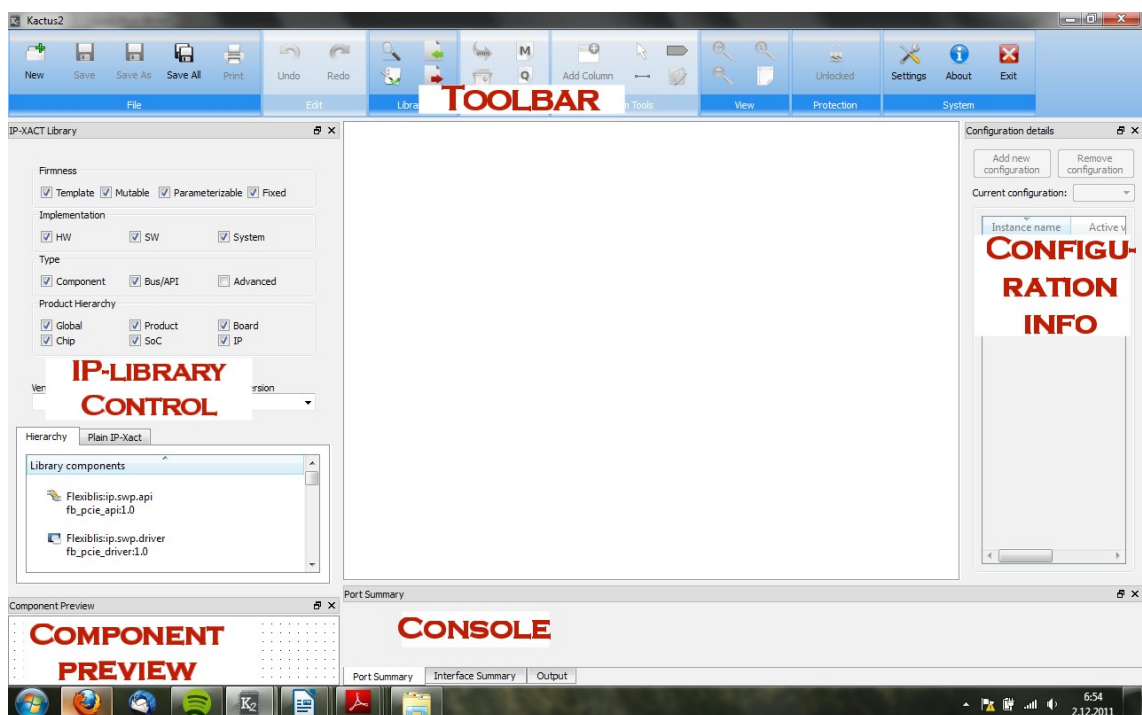 Kactus2
New Save Save As Save All Print Undo Redo Add Column Unlocked Settings About Exit
M
Q
File Edit Tools View Protection System
TOOLBAR
IP-XACT Library
Firmness
Template Mutable Parameterizable Fixed
Implementation
HW SW System
Type
Component Bus/API Advanced
Product Hierarchy
Global Product Board
Chip SoC IP
IP-LIBRARY
CONTROL
Hierarchy Plain IP-Xact
Library components
Flexiblis:ip.swp.api
fb_pcie_api:1.0
Flexiblis:ip.swp.driver
fb_pcie_driver:1.0
Component Preview
COMPONENT
PREVIEW
Configuration details
Add new configuration
Remove configuration
Current configuration:
Instance name Active v
CONFIGU-
RATION
INFO
Port Summary
CONSOLE
Port Summary Interface Summary Output
K2
6:54
2.12.2011